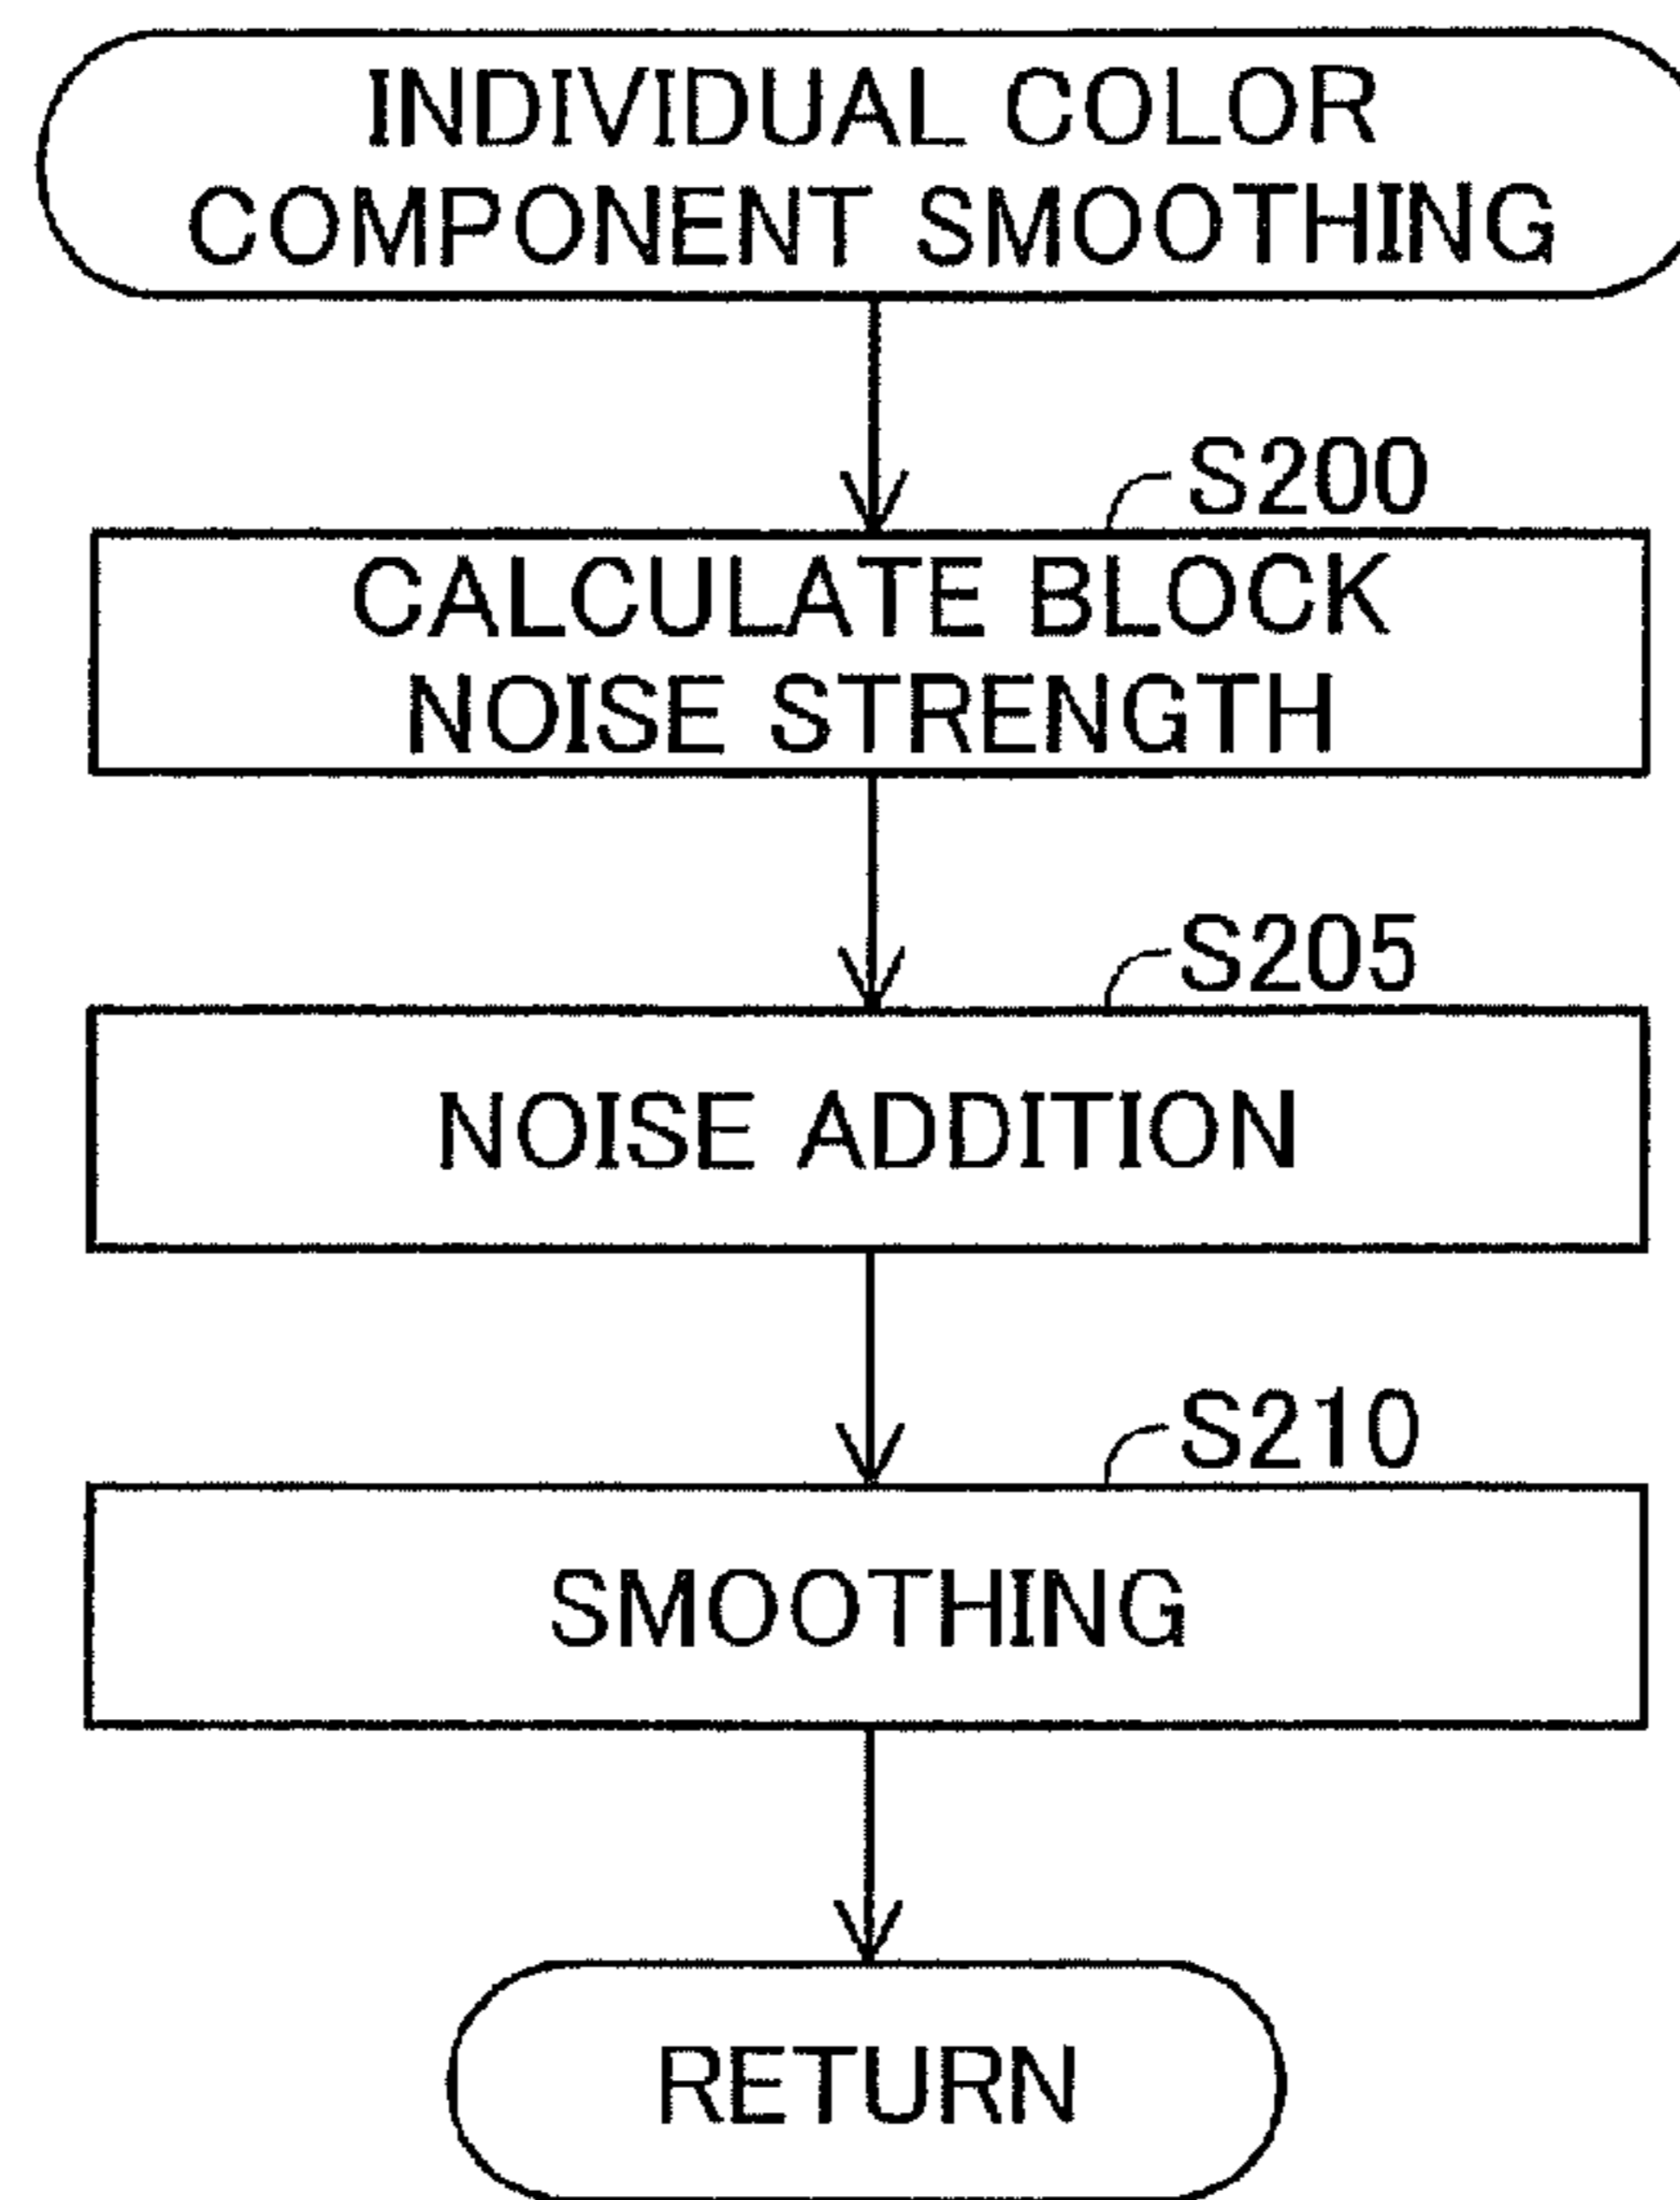 INDIVIDUAL COLOR
COMPONENT SMOOTHING
S200
CALCULATE BLOCK
NOISE STRENGTH
S205
NOISE ADDITION
S210
SMOOTHING
RETURN